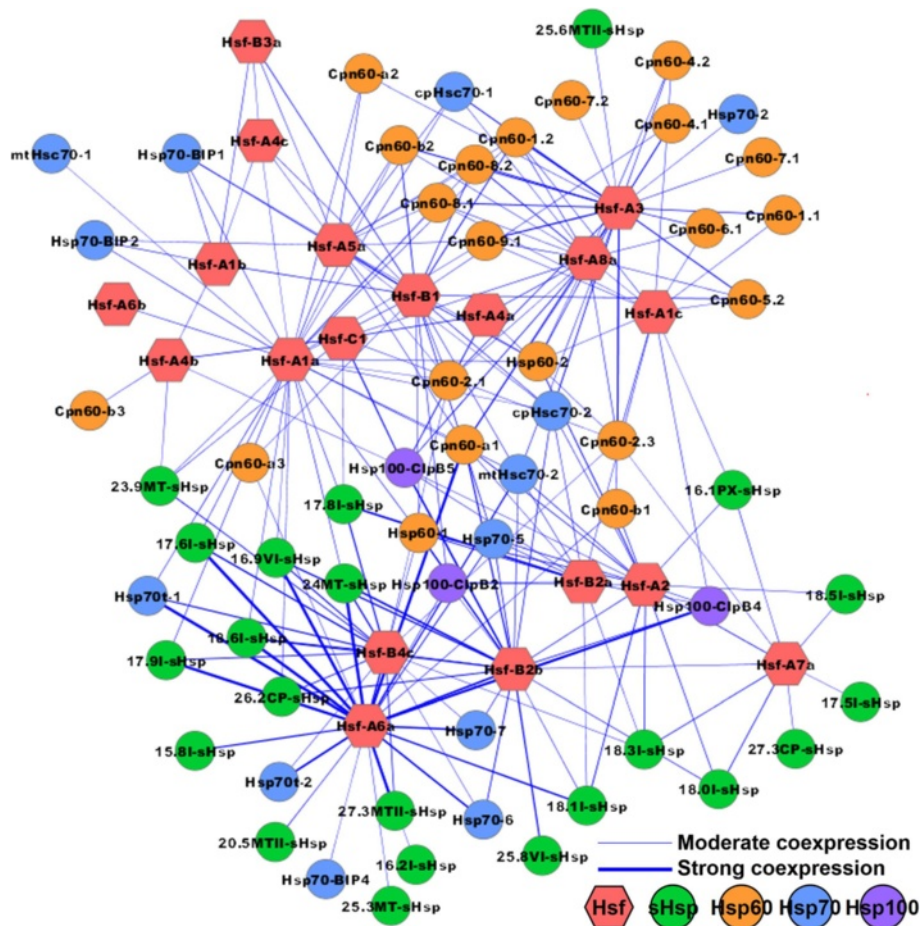 25.6MTII-sHsp
Hsf-B3a
Cpn60-4.2
Cpn60-a2
cpHsc70-1
Cpn60-7.2
Hsp70-2
Cpn60-4.1
Hsf-A4c
Cpn60-1.2
Cpn60-b2
mtHsc70-1
Hsp70-BIP1
Cpn60-8.2
Cpn60-7.1
Cpn60-8.1
Hsf-A3
Cpn60-1.1
Cpn60-6.1
Hsp70-BIP2
Hsf-A5a
Cpn60-9.1
Hsf-A1b
Hsf-A8a
Hsf-B1
Cpn60-5.2
Hsf-A6b
Hsf-A4a
Hsf-A1c
Hsf-C1
Hsf-A4b
Hsf-A1a
Hsp60-2
Cpn60-2.1
Cpn60-b3
cpHsc70-2
Cpn60-a1
Cpn60-2.3
Cpn60-a3
Hsp100-ClpB5
mtHsc70-2
23.9MT-sHsp
16.1PX-sHsp
17.8I-sHsp
Cpn60-b1
Hsp60-1
Hsp70-5
17.6I-sHsp
16.9VI-sHsp
24MT-sHsp
Hsp100-ClpB2
Hsf-B2a
Hsf-A2
Hsp70t-1
Hsp100-ClpB4
18.5I-sHsp
18.6I-sHsp
17.9I-sHsp
Hsf-B4c
Hsf-B2b
Hsf-A7a
26.2CP-sHsp
17.5I-sHsp
Hsf-A6a
Hsp70-7
15.8I-sHsp
18.3I-sHsp
27.3CP-sHsp
Hsp70t-2
18.0I-sHsp
27.3MTII-sHsp
18.1I-sHsp
Hsp70-6
20.5MTII-sHsp
Moderate coexpression
25.8VI-sHsp
16.2I-sHsp
Strong coexpression
Hsp70-BIP4
25.3MT-sHsp
Hsf sHsp Hsp60 Hsp70 Hsp100